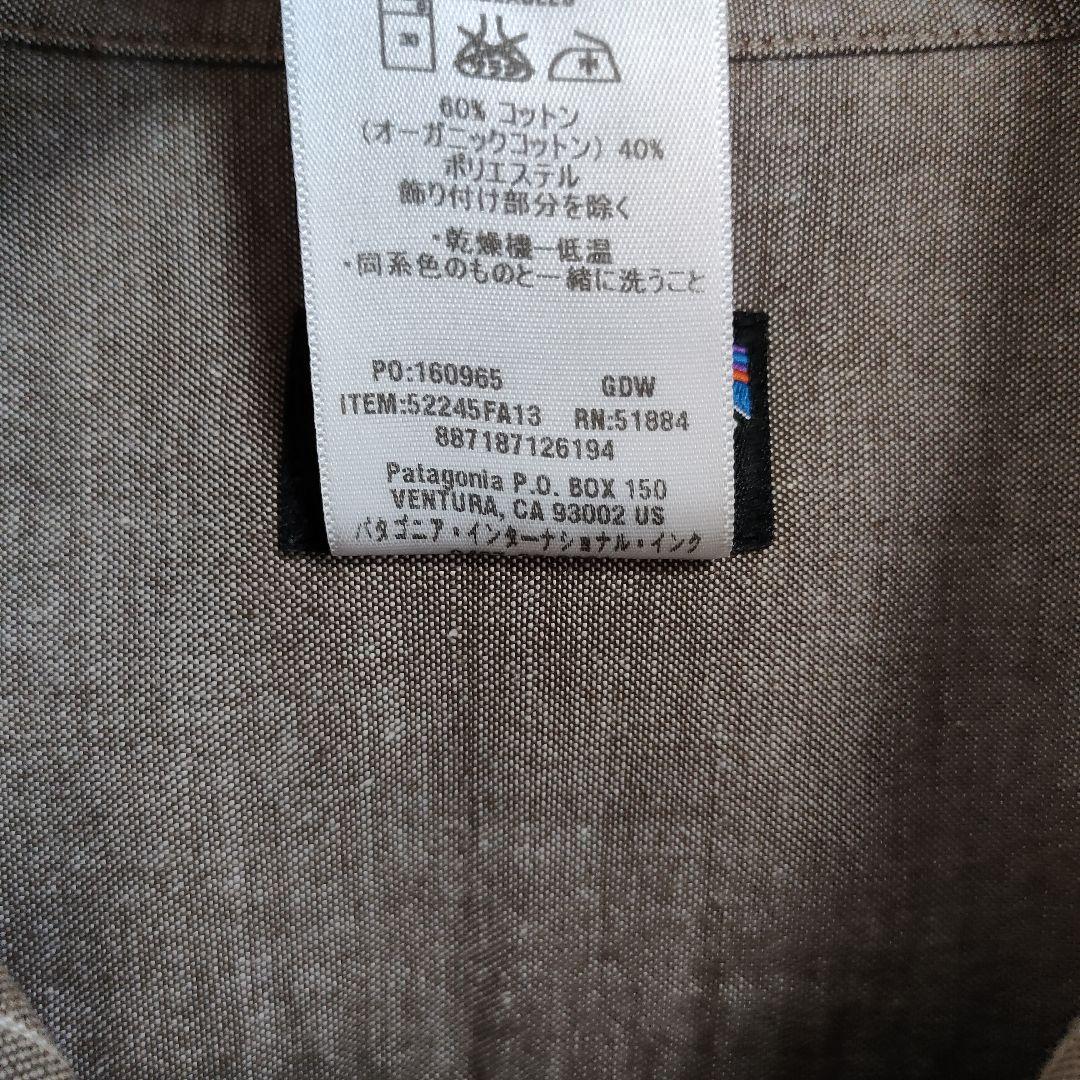 60% コットン
(オーガニックコットン) 40%
ポリエステル
飾り付け部分を除く
・乾燥機一低温
・同系色のものと一緒に洗うこと
PO:160965 GDW
ITEM:52245FA13 RN:51884
887187126194
Patagonia P.O. BOX 150
VENTURA, CA 93002 US
パタゴニア・インターナショナル・インク